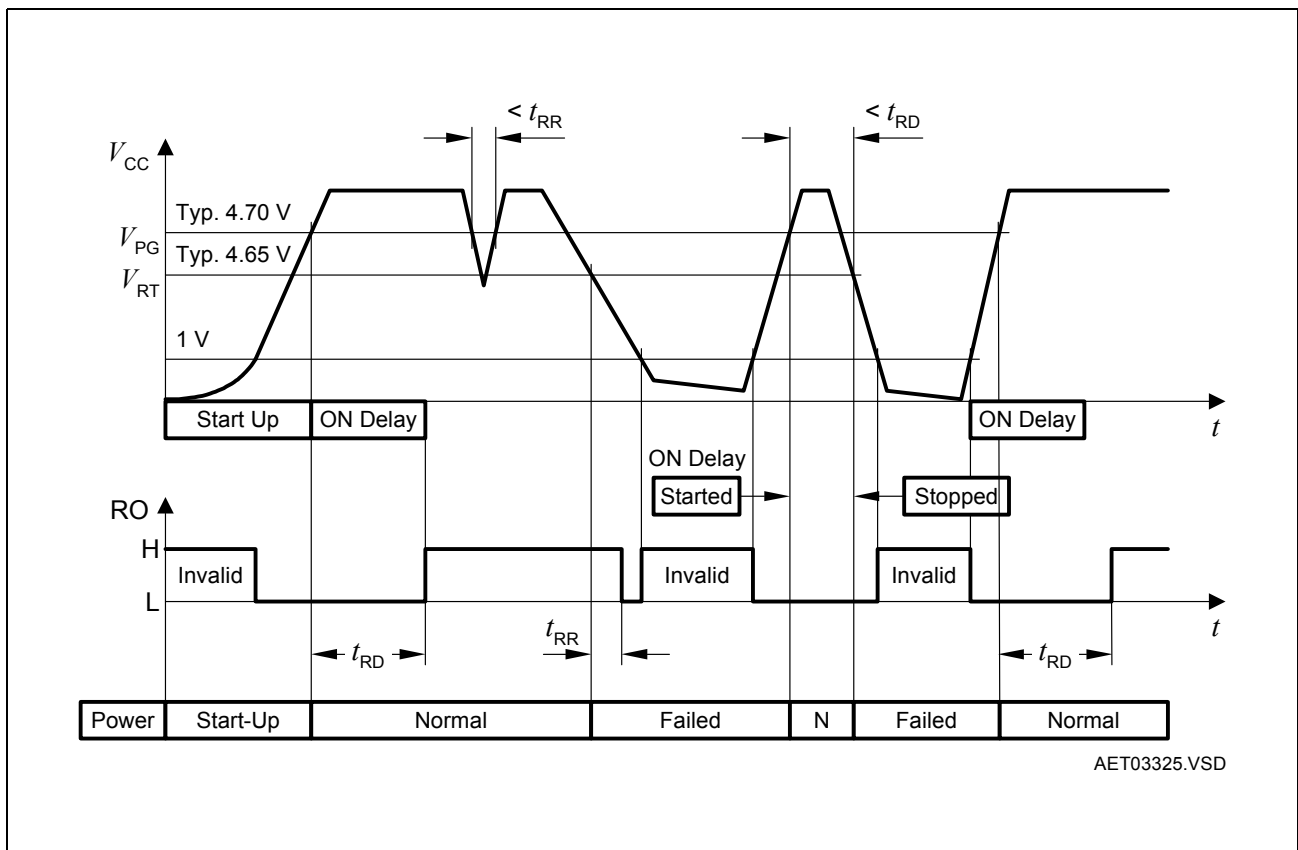 < tRR
< tRD
VCC
Typ. 4.70 V
VPG
Typ. 4.65 V
VRT
1 V
Start Up
ON Delay
ON Delay
t
ON Delay
Started
Stopped
RO
H
Invalid
Invalid
Invalid
L
t
tRD
tRR
tRD
Power
Start-Up
Normal
Failed
N
Failed
Normal
AET03325.VSD